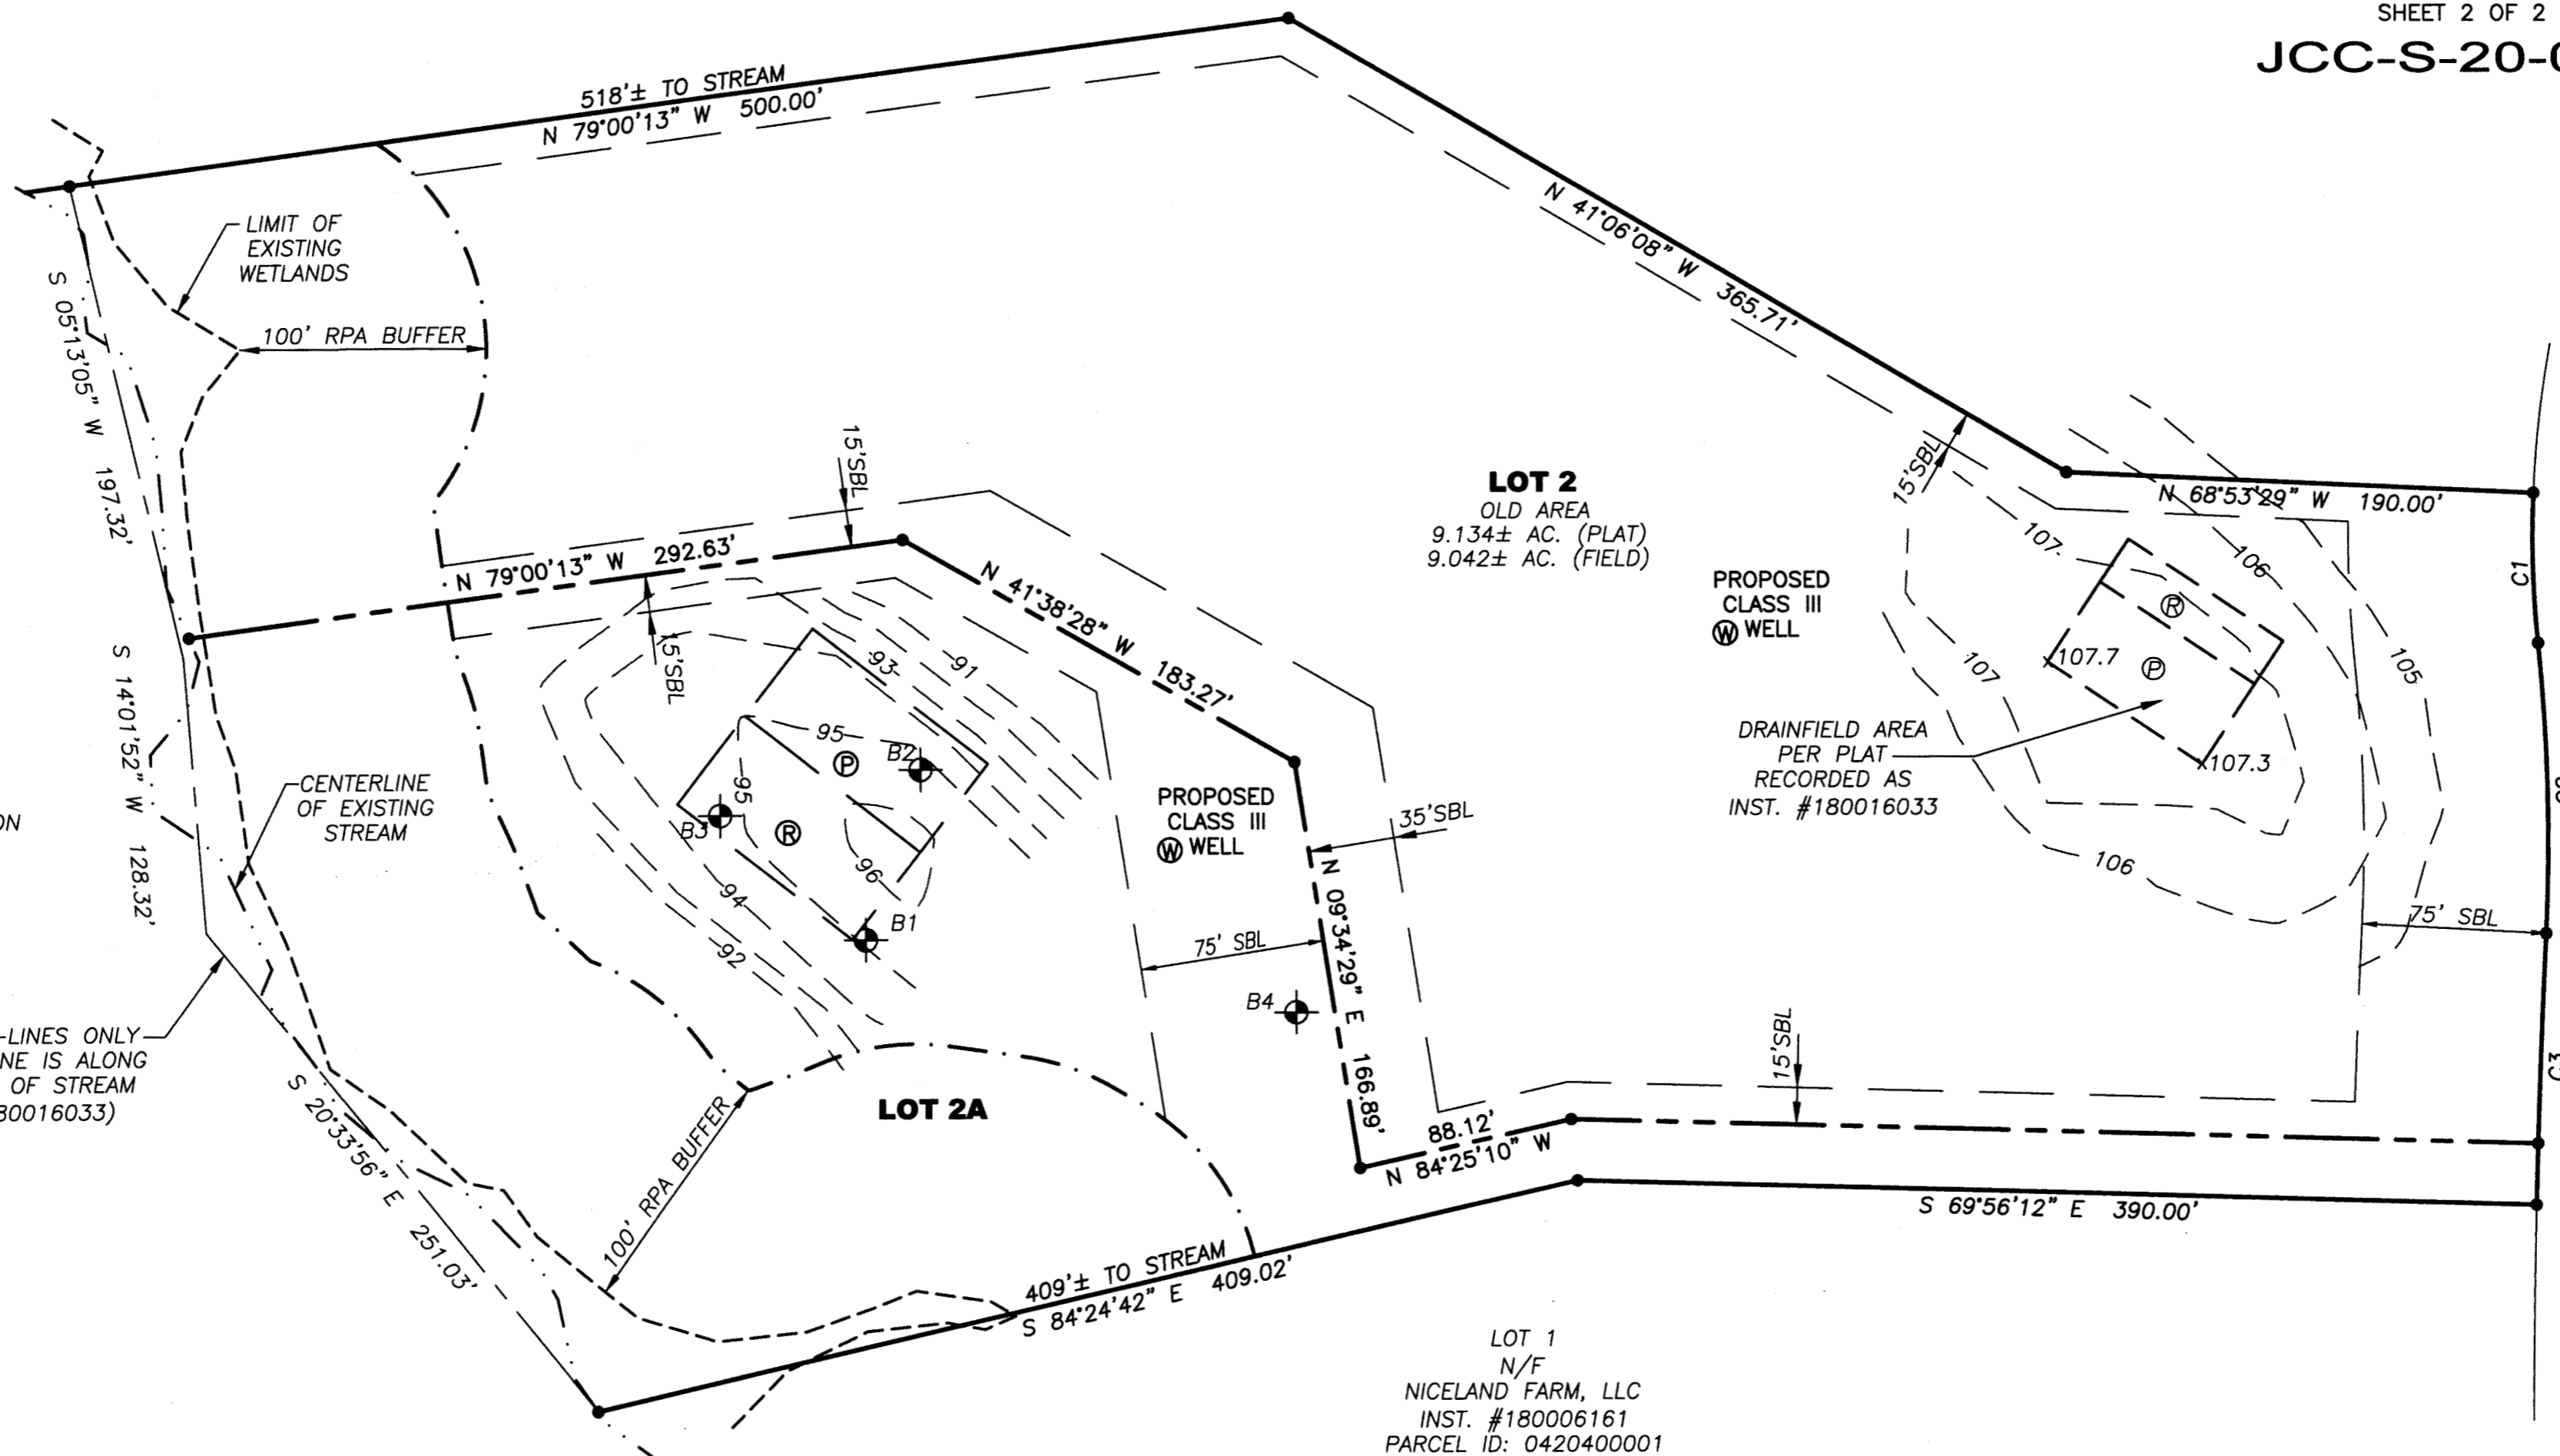 SHEET 2 OF 2
JCC-S-20-0
518'± TO STREAM
N 79°00'13" W 500.00'
N 41°06'08" W 365.71'
LIMIT OF
EXISTING
WETLANDS
100' RPA BUFFER
S 05°13'05" W 197.32'
15'SBL
N 79°00'13" W 292.63'
15'SBL
N 41°38'28" W 183.27'
LOT 2
OLD AREA
9.134± AC. (PLAT)
9.042± AC. (FIELD)
PROPOSED
CLASS III
Ⓦ WELL
15'SBL
N 68°53'29" W 190.00'
C1
107
106
105
107
106
Ⓡ
Ⓟ
107.7
107.3
DRAINFIELD AREA
PER PLAT
RECORDED AS
INST. #180016033
75' SBL
S 14°01'52" W 128.32'
CENTERLINE
OF EXISTING
STREAM
ON
93
91
95
95
96
94
92
Ⓟ
Ⓡ
B2
B3
B1
B4
PROPOSED
CLASS III
Ⓦ WELL
35'SBL
75' SBL
N 09°34'29" E 166.89'
-LINES ONLY
NE IS ALONG
OF STREAM
80016033)
S 20°33'56" E 251.03'
100' RPA BUFFER
LOT 2A
88.12'
N 84°25'10" W
15'SBL
C3
S 69°56'12" E 390.00'
409'± TO STREAM
S 84°24'42" E 409.02'
LOT 1
N/F
NICELAND FARM, LLC
INST. #180006161
PARCEL ID: 0420400001